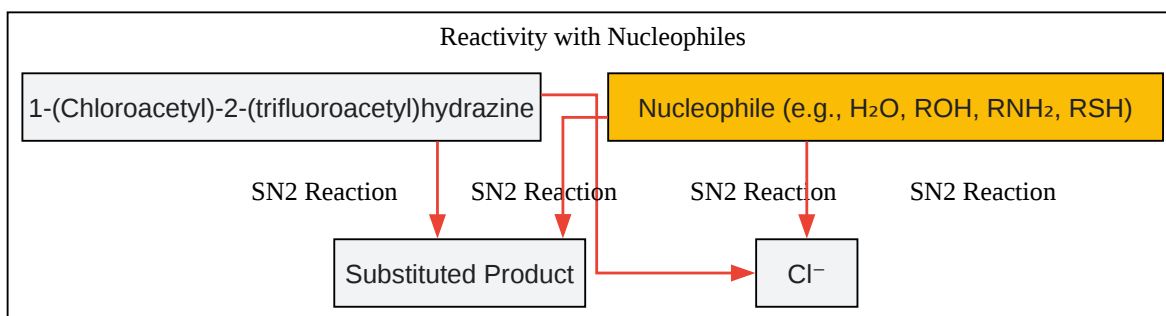 Reactivity with Nucleophiles
1-(Chloroacetyl)-2-(trifluoroacetyl)hydrazine
Nucleophile (e.g., H₂O, ROH, RNH₂, RSH)
SN2 Reaction
SN2 Reaction
SN2 Reaction
SN2 Reaction
Substituted Product
Cl⁻